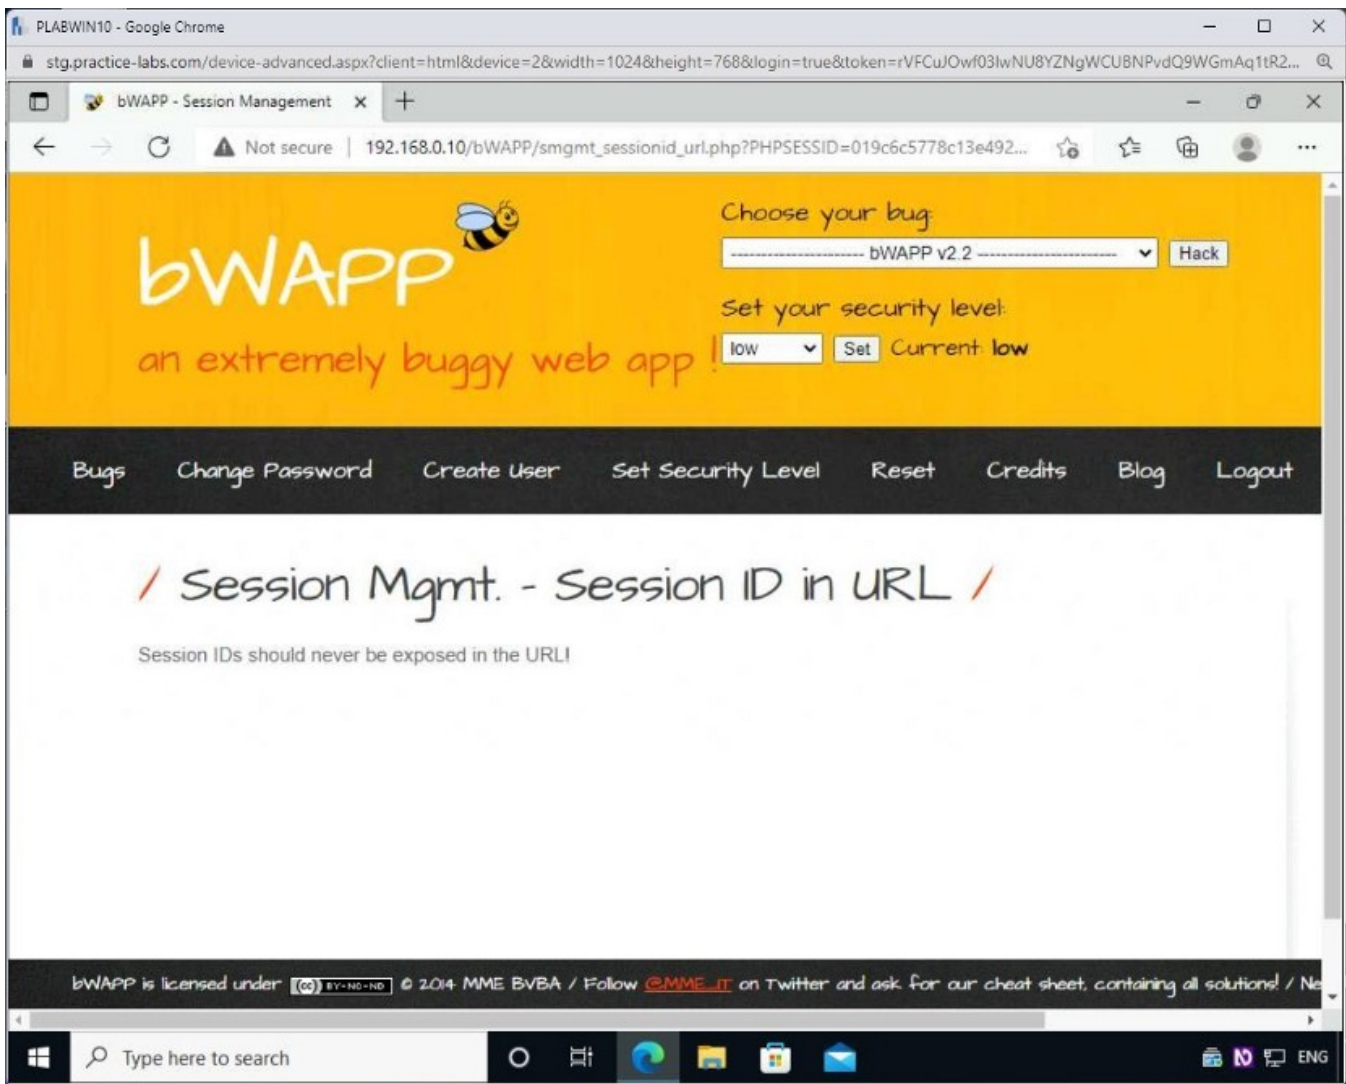 PLABWIN10 - Google Chrome
stg.practice-labs.com/device-advanced.aspx?client=html&device=2&width=1024&height=768&login=true&token=rVFCuJOwf03IwNU8YZNgWCUBNPvdQ9WGmAq1tR2...
bWAPP - Session Management
Not secure | 192.168.0.10/bWAPP/smgmt_sessionid_url.php?PHPSESSID=019c6c5778c13e492...
bWAPP
an extremely buggy web app !
Choose your bug:
---------------------- bWAPP v2.2 ----------------------- Hack
Set your security level:
low Set Current: low
Bugs Change Password Create User Set Security Level Reset Credits Blog Logout
/ Session Mgmt. - Session ID in URL /
Session IDs should never be exposed in the URL!
bWAPP is licensed under (cc) BY-NC-ND © 2014 MME BVBA / Follow @MME_IT on Twitter and ask for our cheat sheet, containing all solutions! / Ne
Type here to search
ENG